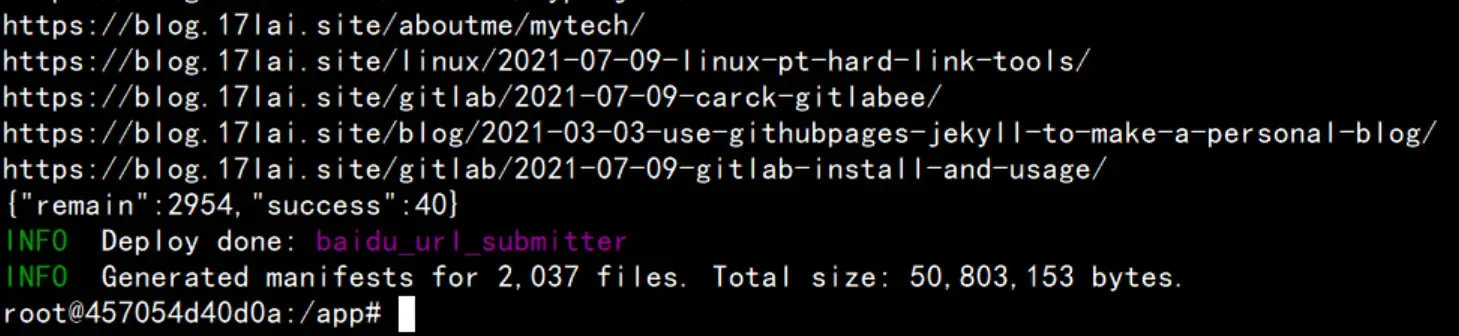 https://blog.17lai.site/aboutme/mytech/
https://blog.17lai.site/linux/2021-07-09-linux-pt-hard-link-tools/
https://blog.17lai.site/gitlab/2021-07-09-carck-gitlabee/
https://blog.17lai.site/blog/2021-03-03-use-githubpages-jekyll-to-make-a-personal-blog/
https://blog.17lai.site/gitlab/2021-07-09-gitlab-install-and-usage/
{"remain":2954,"success":40}
INFO  Deploy done: baidu_url_submitter
INFO  Generated manifests for 2,037 files. Total size: 50,803,153 bytes.
root@457054d40d0a:/app#